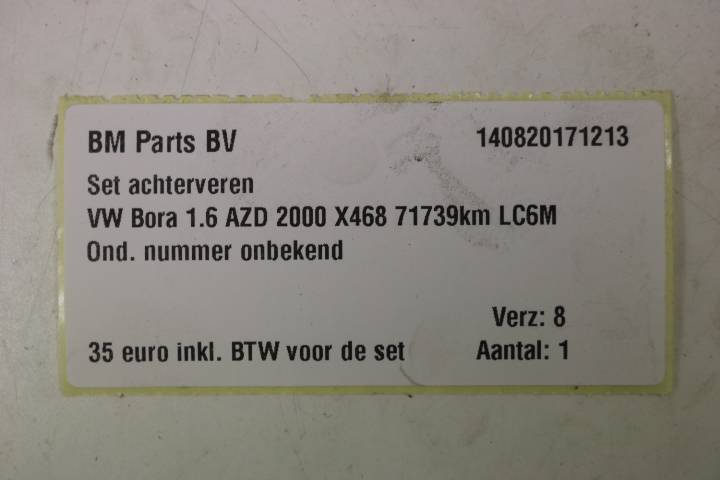 BM Parts BV 140820171213
Set achterveren
VW Bora 1.6 AZD 2000 X468 71739km LC6M
Ond. nummer onbekend
Verz: 8
35 euro inkl. BTW voor de set Aantal: 1